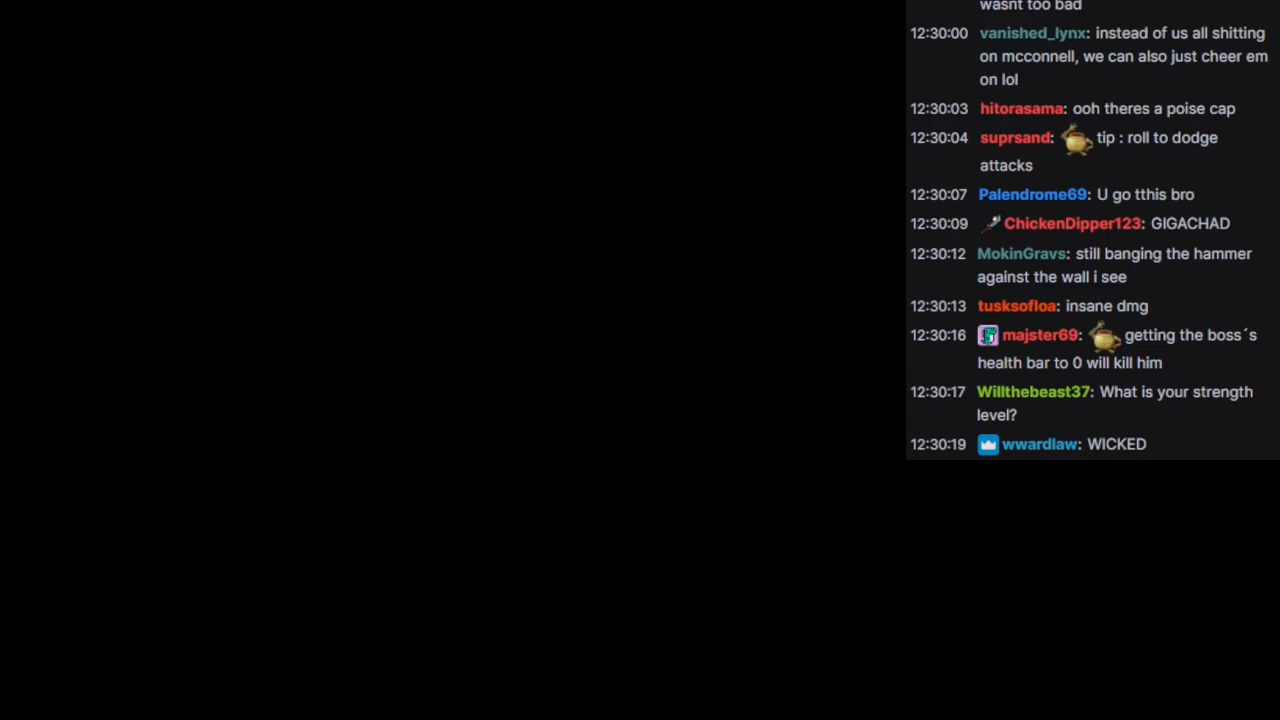 wasnt too bad
12:30:00 vanished_lynx: instead of us all shitting
on mcconnell, we can also just cheer em
on lol
12:30:03 hitorasama: ooh theres a poise cap
12:30:04 suprsand: tip : roll to dodge
attacks
12:30:07 Palendrome69: U go tthis bro
12:30:09 ChickenDipper123: GIGACHAD
12:30:12 MokinGravs: still banging the hammer
against the wall i see
12:30:13 tusksofloa: insane dmg
12:30:16 majster69: getting the boss´s
health bar to 0 will kill him
12:30:17 Willthebeast37: What is your strength
level?
12:30:19 wwardlaw: WICKED